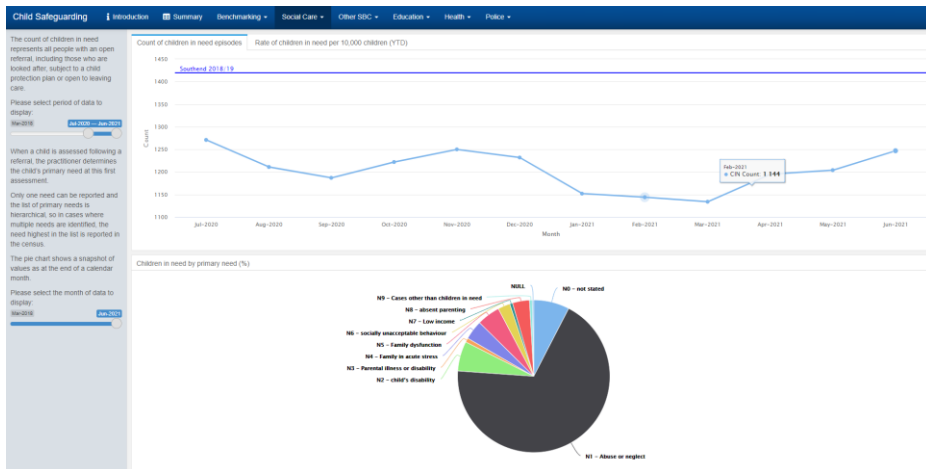 Child Safeguarding
Introduction
Summary
Benchmarking
Social Care
Other SBC
Education
Health
Police
The count of children in need
represents all people with an open
referral, including those who are
looked after, subject to a child
protection plan or open to leaving
care.
Please select period of data to
display:
Mar-2018
Jul-2020 — Jun-2021
When a child is assessed following a
referral, the practitioner determines
the child's primary need at this first
assessment.
Only one need can be reported and
the list of primary needs is
hierarchical, so in cases where
multiple needs are identified, the
need highest in the list is reported in
the census.
The pie chart shows a snapshot of
values as at the end of a calendar
month.
Please select the month of data to
display:
Mar-2018
Jun-2021
Count of children in need episodes
Rate of children in need per 10,000 children (YTD)
1450
Southend 2018/19
1400
1350
1300
1250
1200
1150
1100
Count
Feb-2021
CIN Count: 1 144
Jul-2020
Aug-2020
Sep-2020
Oct-2020
Nov-2020
Dec-2020
Jan-2021
Feb-2021
Mar-2021
Apr-2021
May-2021
Jun-2021
Month
Children in need by primary need (%)
NULL
N0 - not stated
N9 - Cases other than children in need
N8 - absent parenting
N7 - Low income
N6 - socially unacceptable behaviour
N5 - Family dysfunction
N4 - Family in acute stress
N3 - Parental illness or disability
N2 - child's disability
N1 - Abuse or neglect